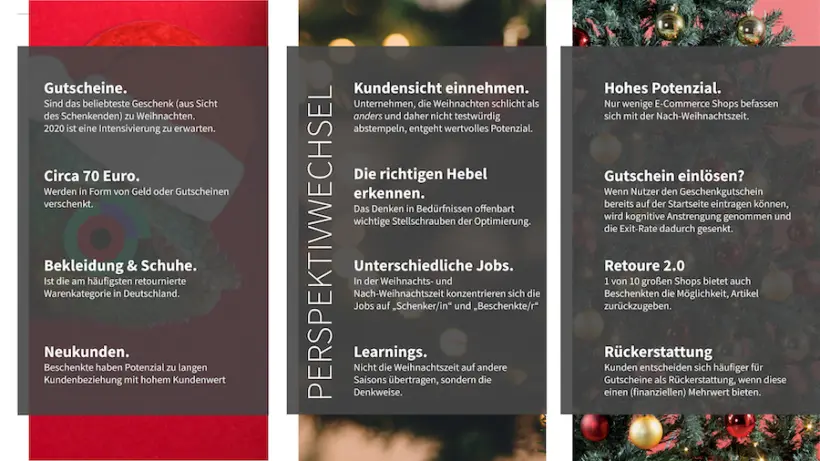 Gutscheine.
Sind das beliebteste Geschenk (aus Sicht
des Schenkenden) zu Weihnachten.
2020 ist eine Intensivierung zu erwarten.
Circa 70 Euro.
Werden in Form von Geld oder Gutscheinen
verschenkt.
Bekleidung & Schuhe.
Ist die am häufigsten retournierte
Warenkategorie in Deutschland.
Neukunden.
Beschenkte haben Potenzial zu langen
Kundenbeziehung mit hohem Kundenwert
PERSPEKTIVWECHSEL
Kundensicht einnehmen.
Unternehmen, die Weihnachten schlicht als
anders und daher nicht testwürdig
abstempeln, entgeht wertvolles Potenzial.
Die richtigen Hebel
erkennen.
Das Denken in Bedürfnissen offenbart
wichtige Stellschrauben der Optimierung.
Unterschiedliche Jobs.
In der Weihnachts- und
Nach-Weihnachtszeit konzentrieren sich die
Jobs auf „Schenker/in“ und „Beschenkte/r“
Learnings.
Nicht die Weihnachtszeit auf andere
Saisons übertragen, sondern die
Denkweise.
Hohes Potenzial.
Nur wenige E-Commerce Shops befassen
sich mit der Nach-Weihnachtszeit.
Gutschein einlösen?
Wenn Nutzer den Geschenkgutschein
bereits auf der Startseite eintragen können,
wird kognitive Anstrengung genommen und
die Exit-Rate dadurch gesenkt.
Retoure 2.0
1 von 10 großen Shops bietet auch
Beschenkten die Möglichkeit, Artikel
zurückzugeben.
Rückerstattung
Kunden entscheiden sich häufiger für
Gutscheine als Rückerstattung, wenn diese
einen (finanziellen) Mehrwert bieten.